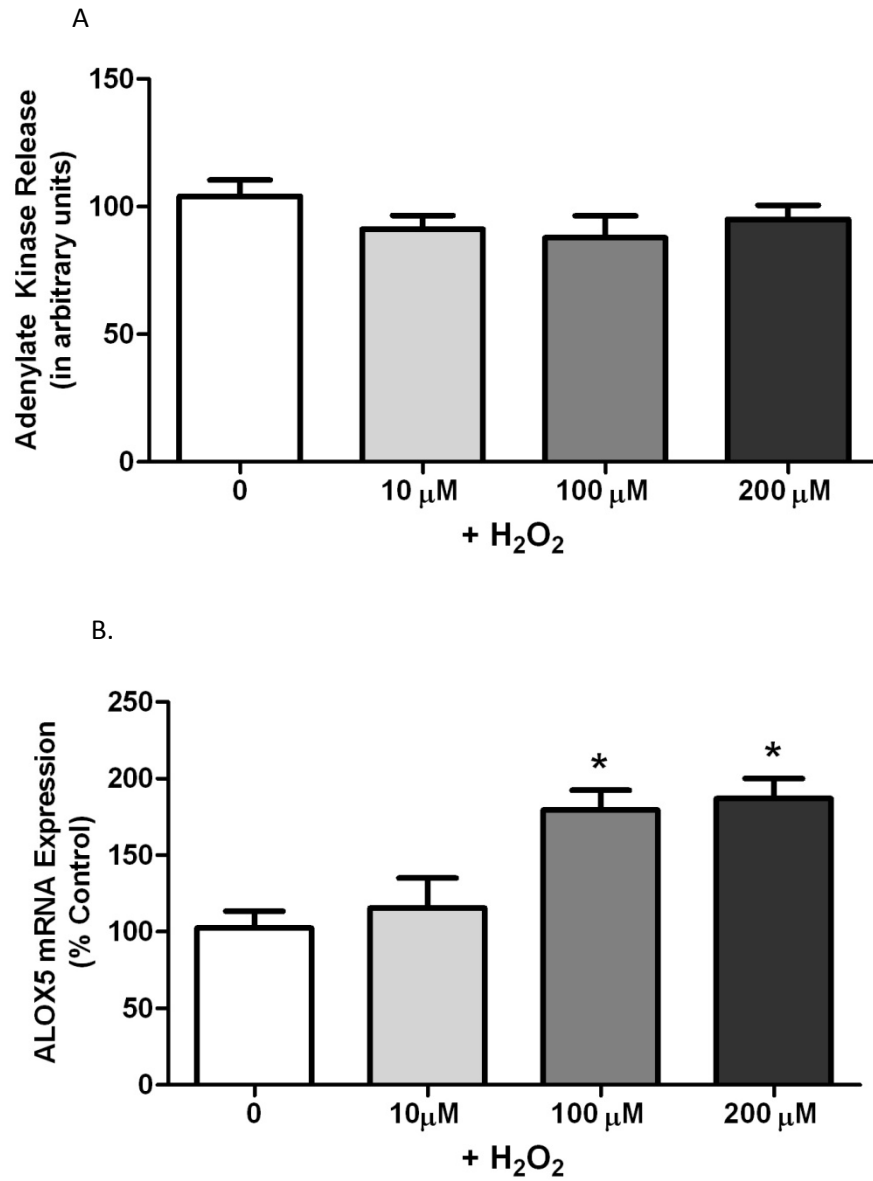 A
150
100
50
0
Adenylate Kinase Release
(in arbitrary units)
0 10 μM 100 μM 200 μM
+ H₂O₂
B.
250
200
150
100
50
0
ALOX5 mRNA Expression
(% Control)
* *
0 10μM 100 μM 200 μM
+ H₂O₂